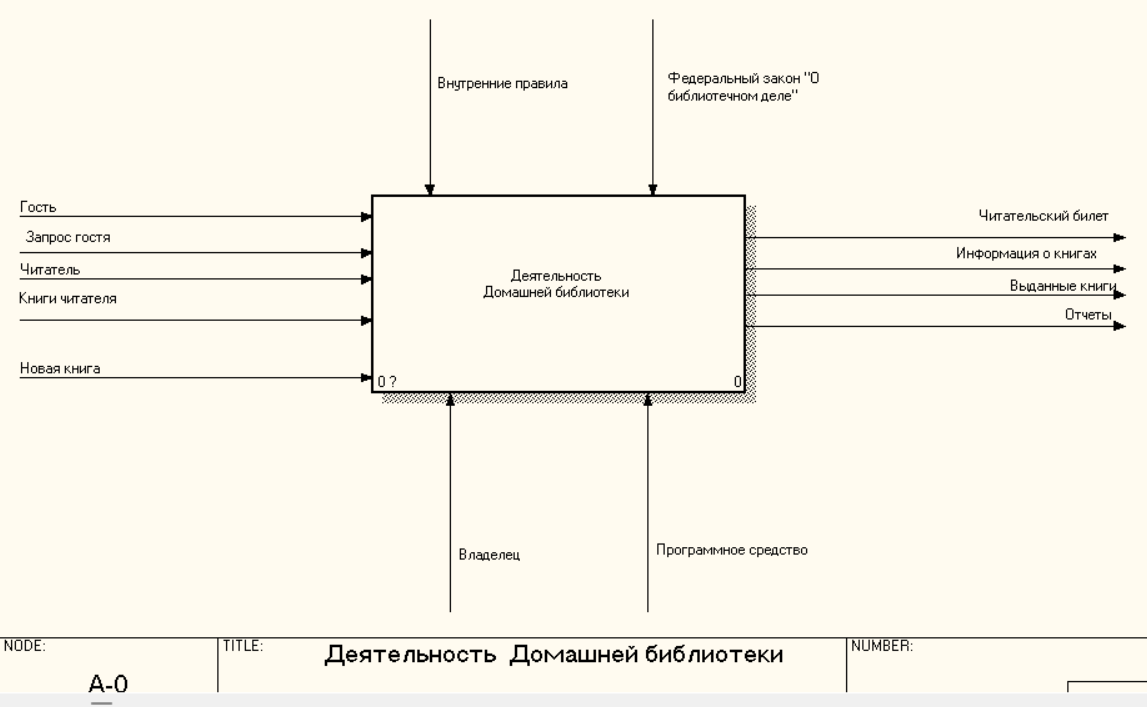 Внутренние правила
Федеральный закон "О
библиотечном деле"
Гость
Запрос гостя
Читатель
Книги читателя
Новая книга
Деятельность
Домашней библиотеки
0 ?
0
Читательский билет
Информация о книгах
Выданные книги
Отчеты
Владелец
Программное средство
NODE:
A-0
TITLE:
Деятельность Домашней библиотеки
NUMBER: